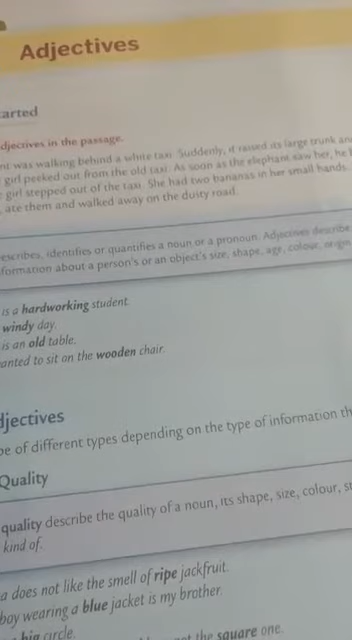 Adjectives
arted
djectives in the passage.
nt was walking behind a white taxi. Suddenly, it raised its large trunk an
girl peeked out from the old taxi. As soon as the elephant saw her, he
girl stepped out of the taxi. She had two bananas in her small hands.
, ate them and walked away on the dusty road.
escribes, identifies or quantifies a noun or a pronoun. Adjectives describe
formation about a person's or an object's size, shape, age, colour, origin
is a hardworking student.
windy day.
is an old table.
anted to sit on the wooden chair.
djectives
be of different types depending on the type of information th
Quality
quality describe the quality of a noun, its shape, size, colour, st
kind of.
a does not like the smell of ripe jackfruit.
boy wearing a blue jacket is my brother.
big circle.
the square one.